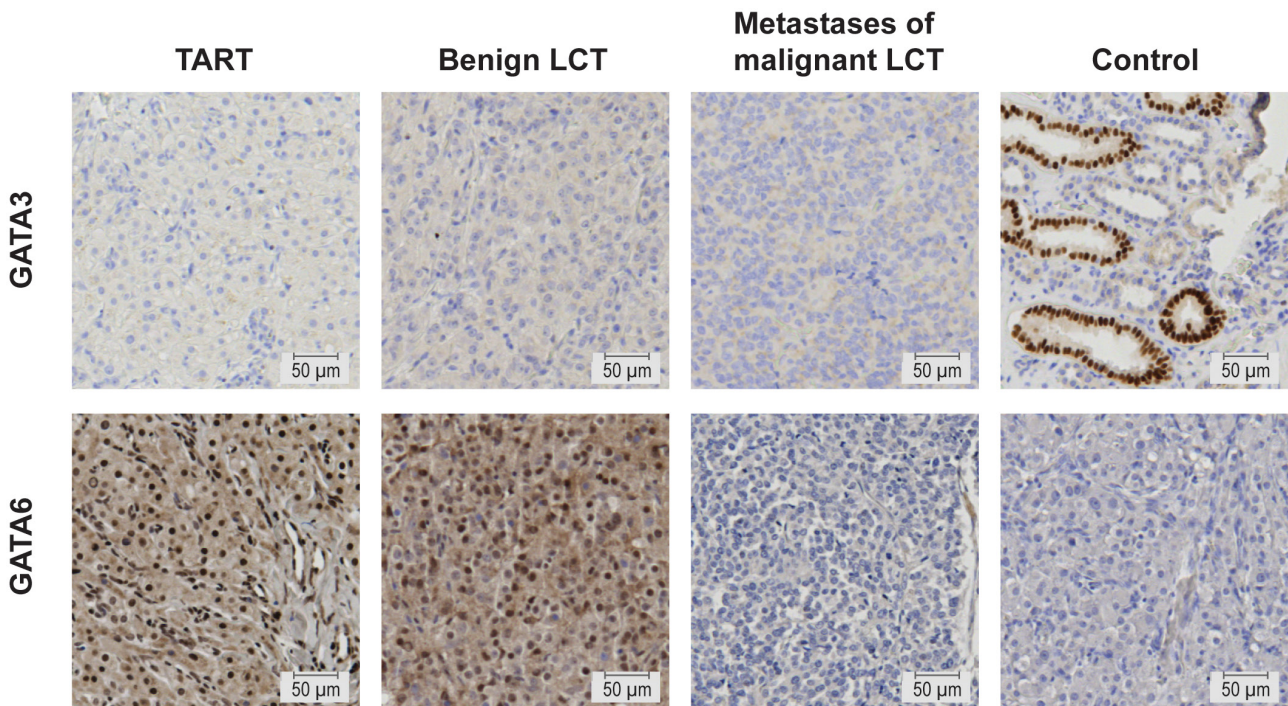 TART
Benign LCT
Metastases of
malignant LCT
Control
GATA3
50 µm
50 µm
50 µm
50 µm
GATA6
50 µm
50 µm
50 µm
50 µm